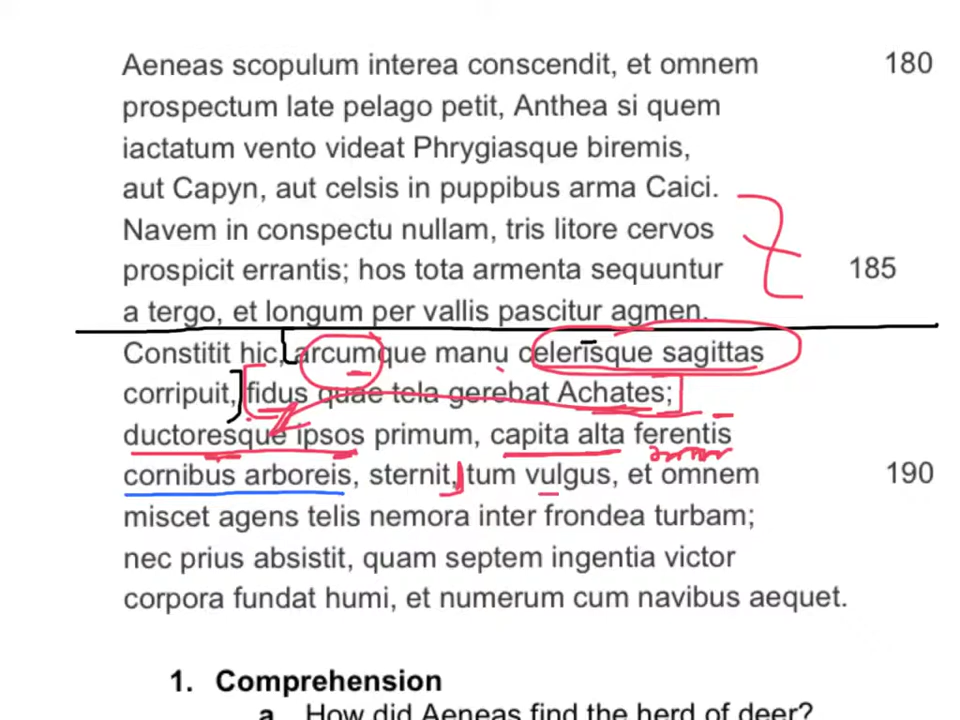 Aeneas scopulum interea conscendit, et omnem 180
prospectum late pelago petit, Anthea si quem
iactatum vento videat Phrygiasque biremis,
aut Capyn, aut celsis in puppibus arma Caici.
Navem in conspectu nullam, tris litore cervos
prospicit errantis; hos tota armenta sequuntur 185
a tergo, et longum per vallis pascitur agmen.
Constitit hic, arcumque manu celerisque sagittas
corripuit, fidus quae tela gerebat Achates;
ductoresque ipsos primum, capita alta ferentis
cornibus arboreis, sternit, tum vulgus, et omnem 190
miscet agens telis nemora inter frondea turbam;
nec prius absistit, quam septem ingentia victor
corpora fundat humi, et numerum cum navibus aequet.
1. Comprehension
a. How did Aeneas find the herd of deer?